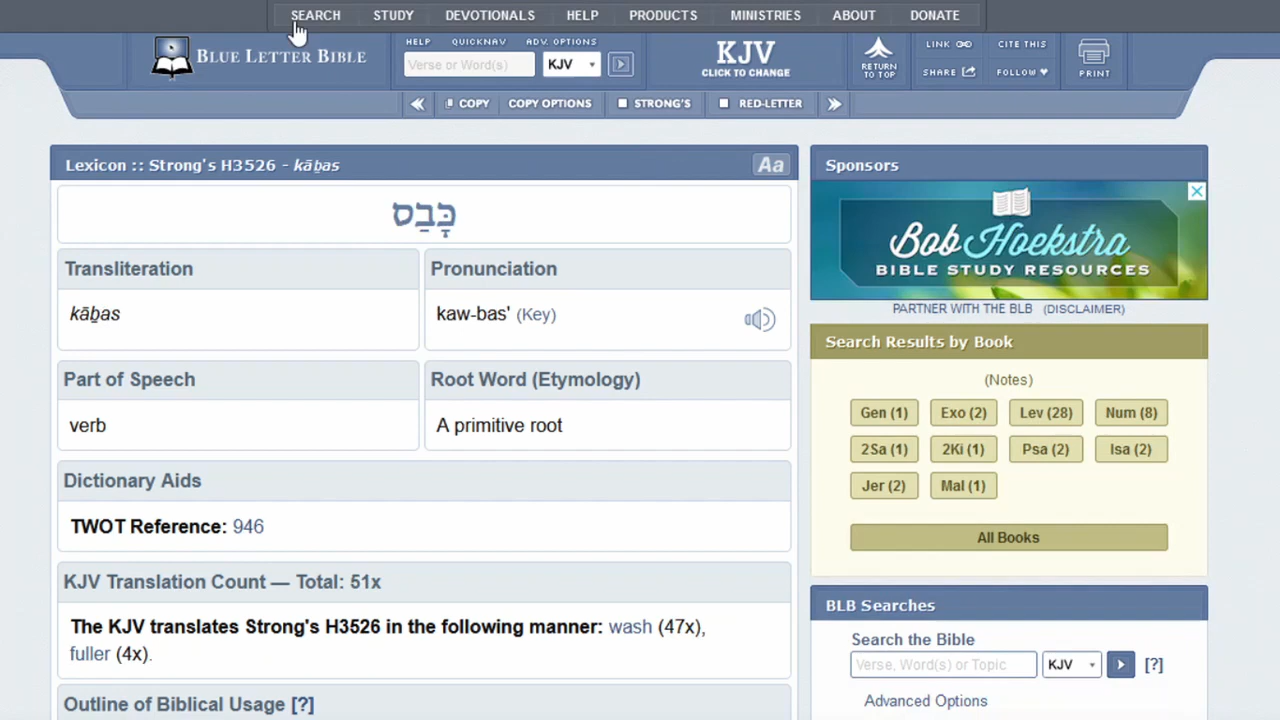 SEARCH STUDY DEVOTIONALS HELP PRODUCTS MINISTRIES ABOUT DONATE
BLUE LETTER BIBLE
HELP QUICKNAV ADV. OPTIONS
Verse or Word(s) KJV
KJV
CLICK TO CHANGE
RETURN
TO TOP
LINK CITE THIS
SHARE FOLLOW
PRINT
COPY COPY OPTIONS STRONG'S RED-LETTER
Lexicon :: Strong's H3526 - kāḇas Aa
כָּבַס
Transliteration
kāḇas
Pronunciation
kaw-bas' (Key)
Part of Speech
verb
Root Word (Etymology)
A primitive root
Dictionary Aids
TWOT Reference: 946
KJV Translation Count — Total: 51x
The KJV translates Strong's H3526 in the following manner: wash (47x),
fuller (4x).
Outline of Biblical Usage [?]
Sponsors
Bob Hoekstra
BIBLE STUDY RESOURCES
PARTNER WITH THE BLB (DISCLAIMER)
Search Results by Book
(Notes)
Gen (1) Exo (2) Lev (28) Num (8)
2Sa (1) 2Ki (1) Psa (2) Isa (2)
Jer (2) Mal (1)
All Books
BLB Searches
Search the Bible
Verse, Word(s) or Topic KJV [?]
Advanced Options